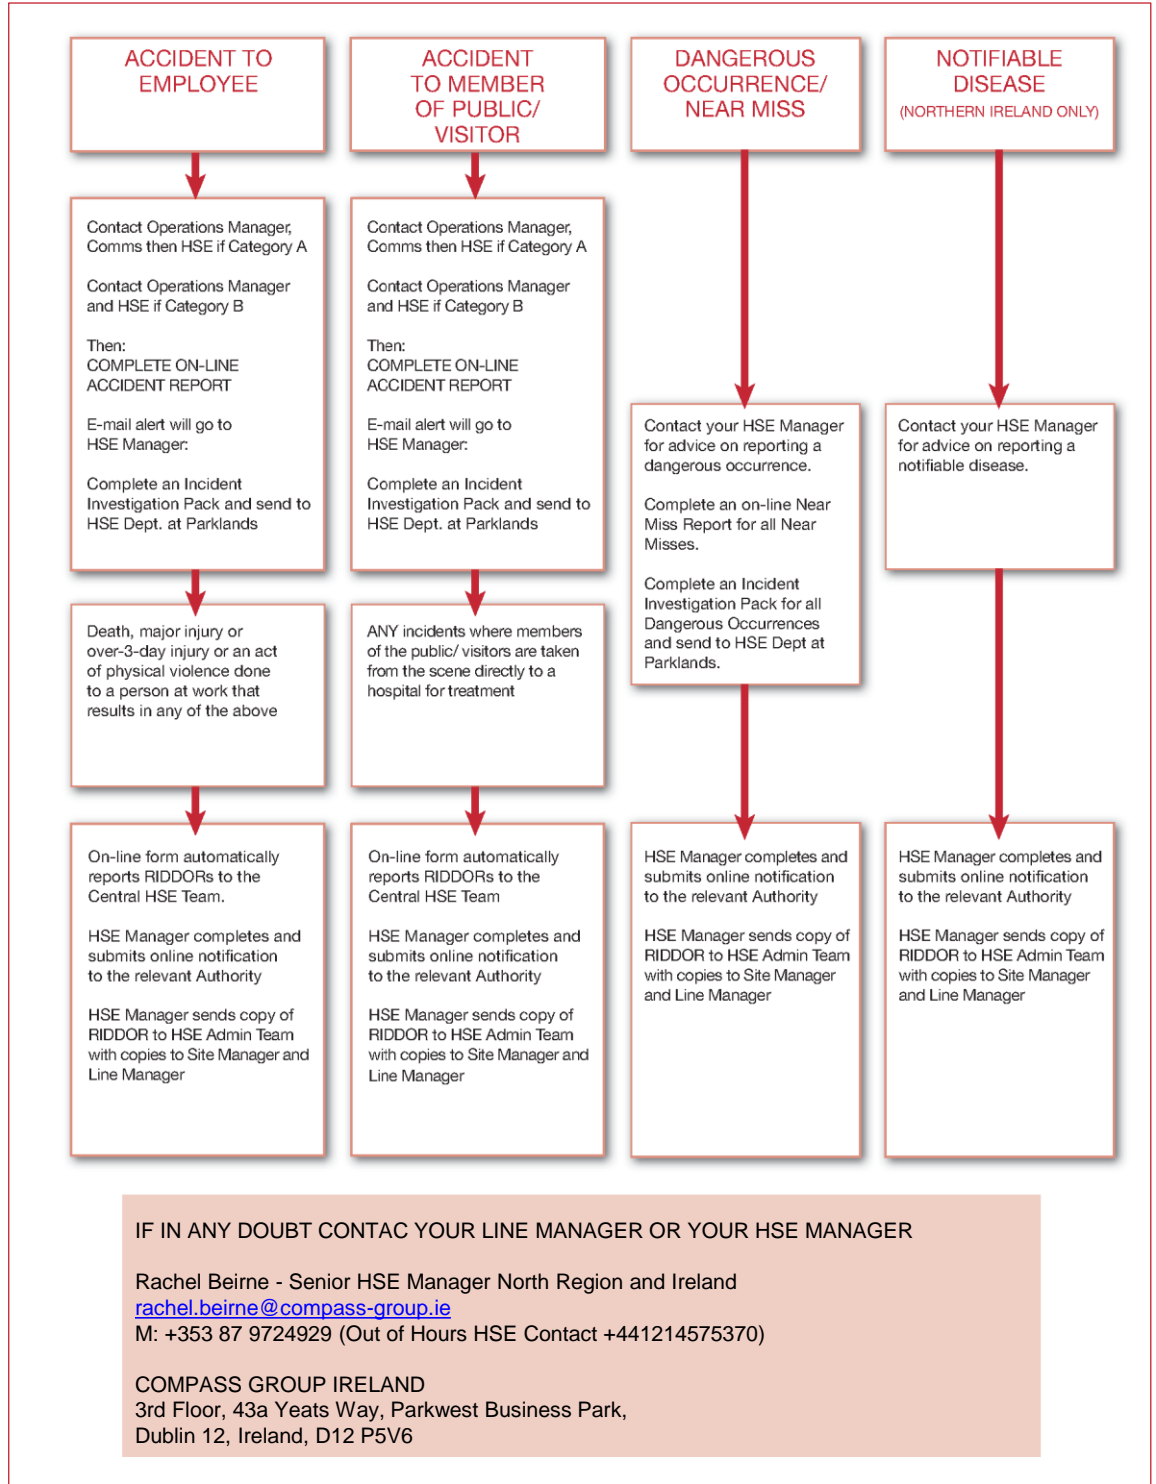 ACCIDENT TO
EMPLOYEE
ACCIDENT
TO MEMBER
OF PUBLIC/
VISITOR
DANGEROUS
OCCURRENCE/
NEAR MISS
NOTIFIABLE
DISEASE
(NORTHERN IRELAND ONLY)
Contact Operations Manager,
Comms then HSE if Category A
Contact Operations Manager
and HSE if Category B
Then:
COMPLETE ON-LINE
ACCIDENT REPORT
E-mail alert will go to
HSE Manager:
Complete an Incident
Investigation Pack and send to
HSE Dept. at Parklands
Contact Operations Manager,
Comms then HSE if Category A
Contact Operations Manager
and HSE if Category B
Then:
COMPLETE ON-LINE
ACCIDENT REPORT
E-mail alert will go to
HSE Manager:
Complete an Incident
Investigation Pack and send to
HSE Dept. at Parklands
Contact your HSE Manager
for advice on reporting a
dangerous occurrence.
Complete an on-line Near
Miss Report for all Near
Misses.
Complete an Incident
Investigation Pack for all
Dangerous Occurrences
and send to HSE Dept at
Parklands.
Contact your HSE Manager
for advice on reporting a
notifiable disease.
Death, major injury or
over-3-day injury or an act
of physical violence done
to a person at work that
results in any of the above
ANY incidents where members
of the public/ visitors are taken
from the scene directly to a
hospital for treatment
On-line form automatically
reports RIDDORs to the
Central HSE Team.
HSE Manager completes and
submits online notification
to the relevant Authority
HSE Manager sends copy of
RIDDOR to HSE Admin Team
with copies to Site Manager and
Line Manager
On-line form automatically
reports RIDDORs to the
Central HSE Team
HSE Manager completes and
submits online notification
to the relevant Authority
HSE Manager sends copy of
RIDDOR to HSE Admin Team
with copies to Site Manager and
Line Manager
HSE Manager completes and
submits online notification
to the relevant Authority
HSE Manager sends copy of
RIDDOR to HSE Admin Team
with copies to Site Manager
and Line Manager
HSE Manager completes and
submits online notification
to the relevant Authority
HSE Manager sends copy of
RIDDOR to HSE Admin Team
with copies to Site Manager
and Line Manager
IF IN ANY DOUBT CONTAC YOUR LINE MANAGER OR YOUR HSE MANAGER
Rachel Beirne - Senior HSE Manager North Region and Ireland
rachel.beirne@compass-group.ie
M: +353 87 9724929 (Out of Hours HSE Contact +441214575370)
COMPASS GROUP IRELAND
3rd Floor, 43a Yeats Way, Parkwest Business Park,
Dublin 12, Ireland, D12 P5V6